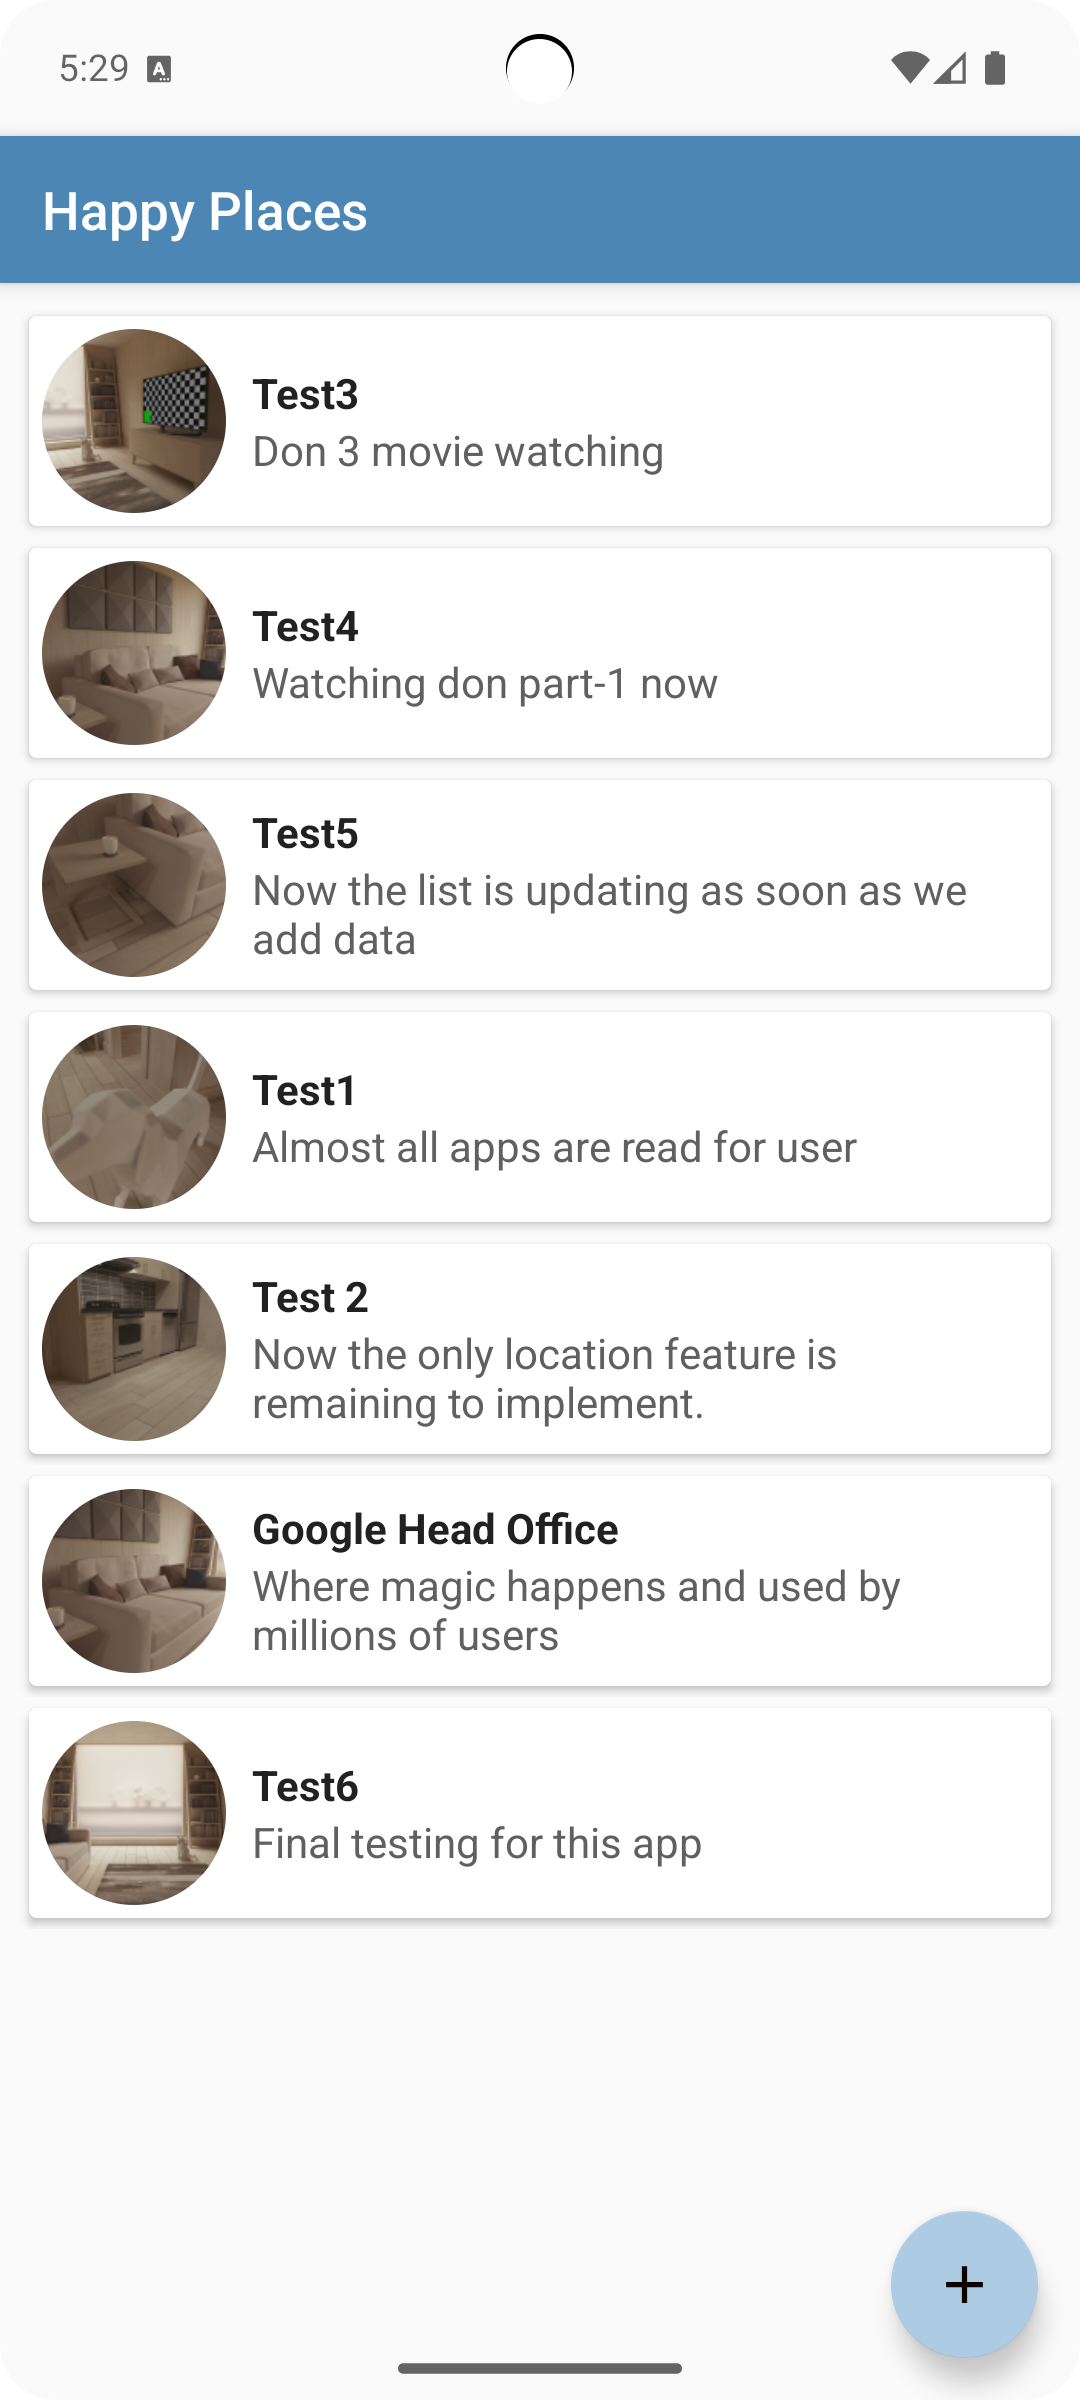 5:29
Happy Places
Test3
Don 3 movie watching
Test4
Watching don part-1 now
Test5
Now the list is updating as soon as we
add data
Test1
Almost all apps are read for user
Test 2
Now the only location feature is
remaining to implement.
Google Head Office
Where magic happens and used by
millions of users
Test6
Final testing for this app